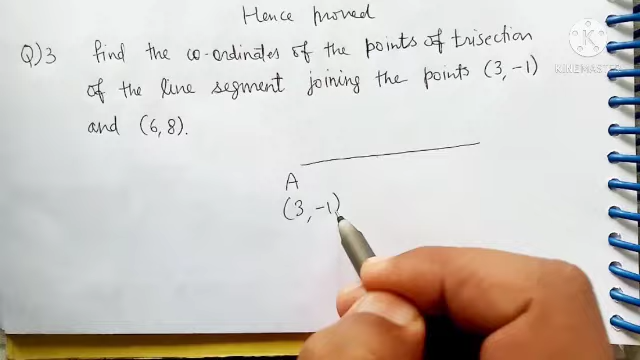 Hence proved
Q)3 find the co-ordinates of the points of trisection
of the line segment joining the points (3, -1)
and (6, 8).
A
(3, -1)
KINEMASTER